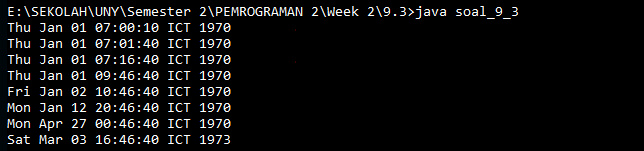 E:\SEKOLAH\UNY\Semester 2\PEMROGRAMAN 2\Week 2\9.3>java soal_9_3
Thu Jan 01 07:00:10 ICT 1970
Thu Jan 01 07:01:40 ICT 1970
Thu Jan 01 07:16:40 ICT 1970
Thu Jan 01 09:46:40 ICT 1970
Fri Jan 02 10:46:40 ICT 1970
Mon Jan 12 20:46:40 ICT 1970
Mon Apr 27 00:46:40 ICT 1970
Sat Mar 03 16:46:40 ICT 1973